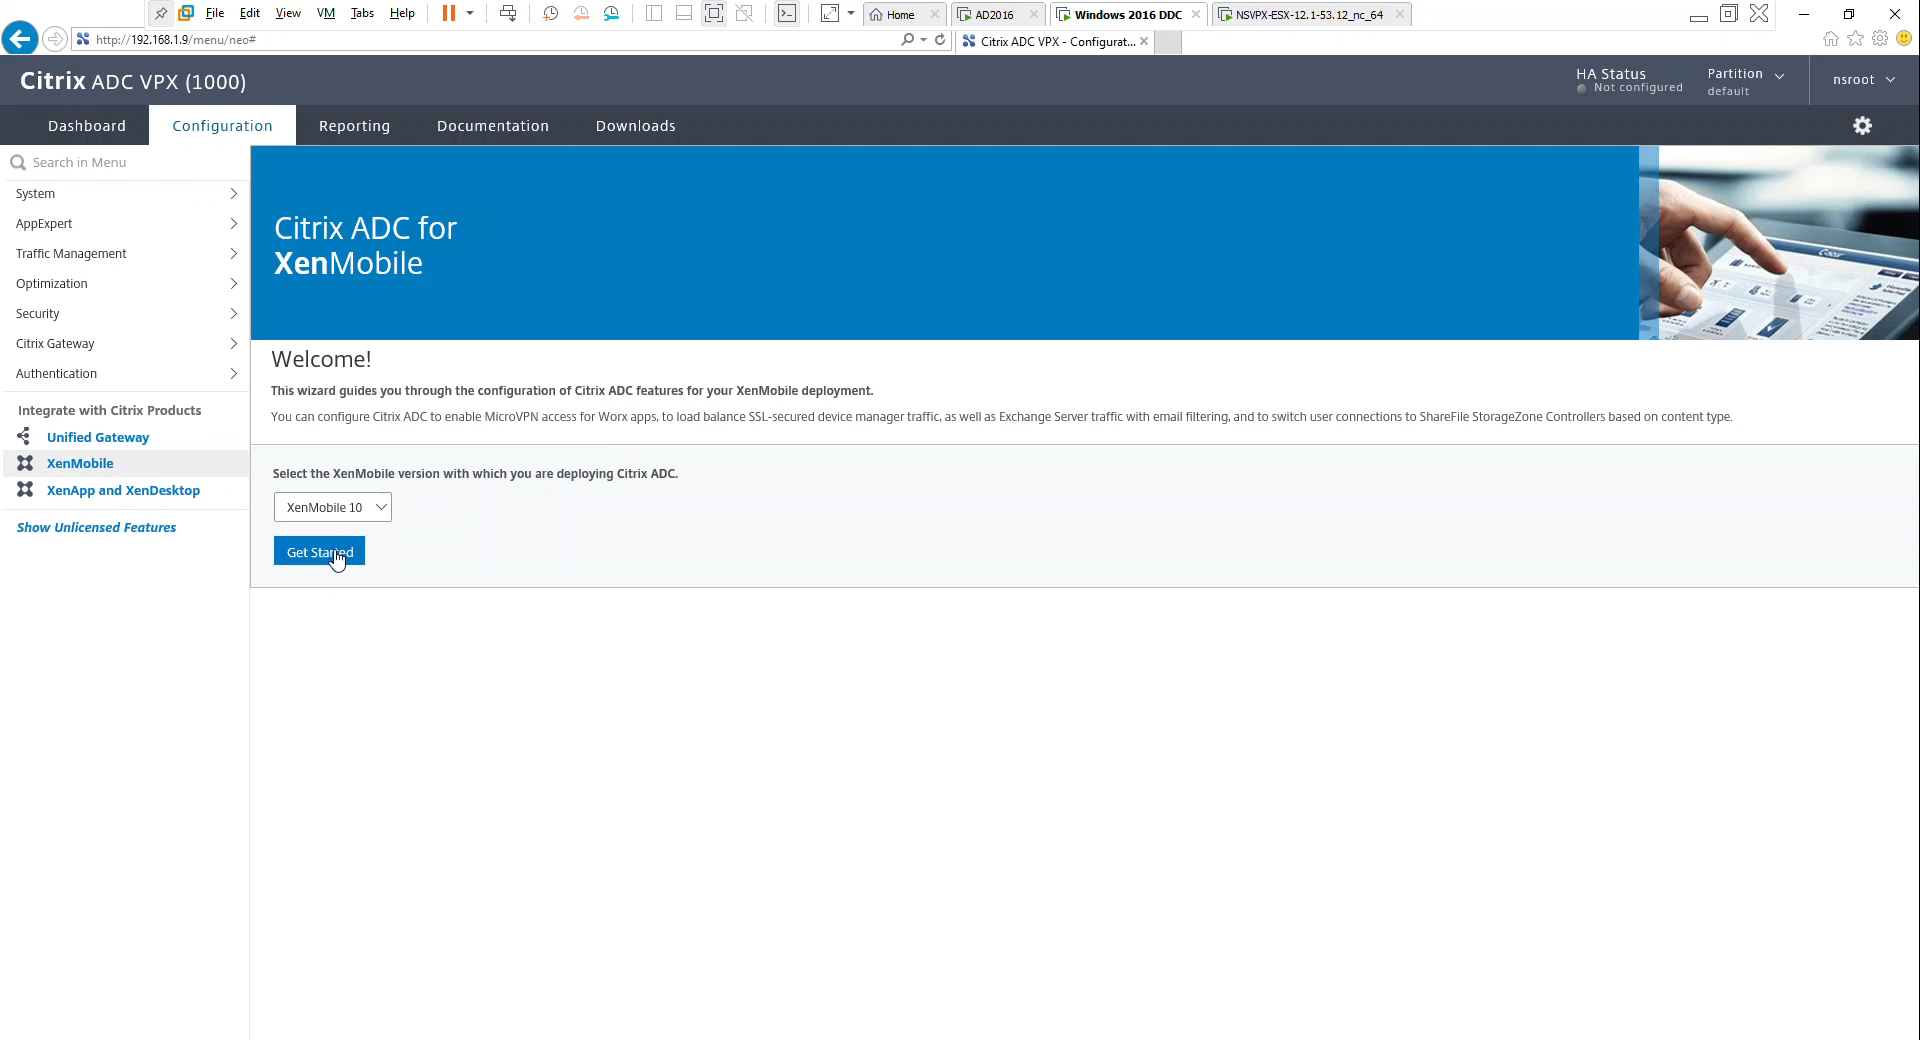 File Edit View VM Tabs Help Home AD2016 Windows 2016 DDC NSVPX-ESX-12.1-53.12_nc_64
http://192.168.1.9/menu/neo# Citrix ADC VPX - Configurat...
Citrix ADC VPX (1000)
HA Status
Not configured
Partition
default
nsroot
Dashboard Configuration Reporting Documentation Downloads
Search in Menu
System
AppExpert
Traffic Management
Optimization
Security
Citrix Gateway
Authentication
Integrate with Citrix Products
Unified Gateway
XenMobile
XenApp and XenDesktop
Show Unlicensed Features
Citrix ADC for
XenMobile
Welcome!
This wizard guides you through the configuration of Citrix ADC features for your XenMobile deployment.
You can configure Citrix ADC to enable MicroVPN access for Worx apps, to load balance SSL-secured device manager traffic, as well as Exchange Server traffic with email filtering, and to switch user connections to ShareFile StorageZone Controllers based on content type.
Select the XenMobile version with which you are deploying Citrix ADC.
XenMobile 10
Get Started